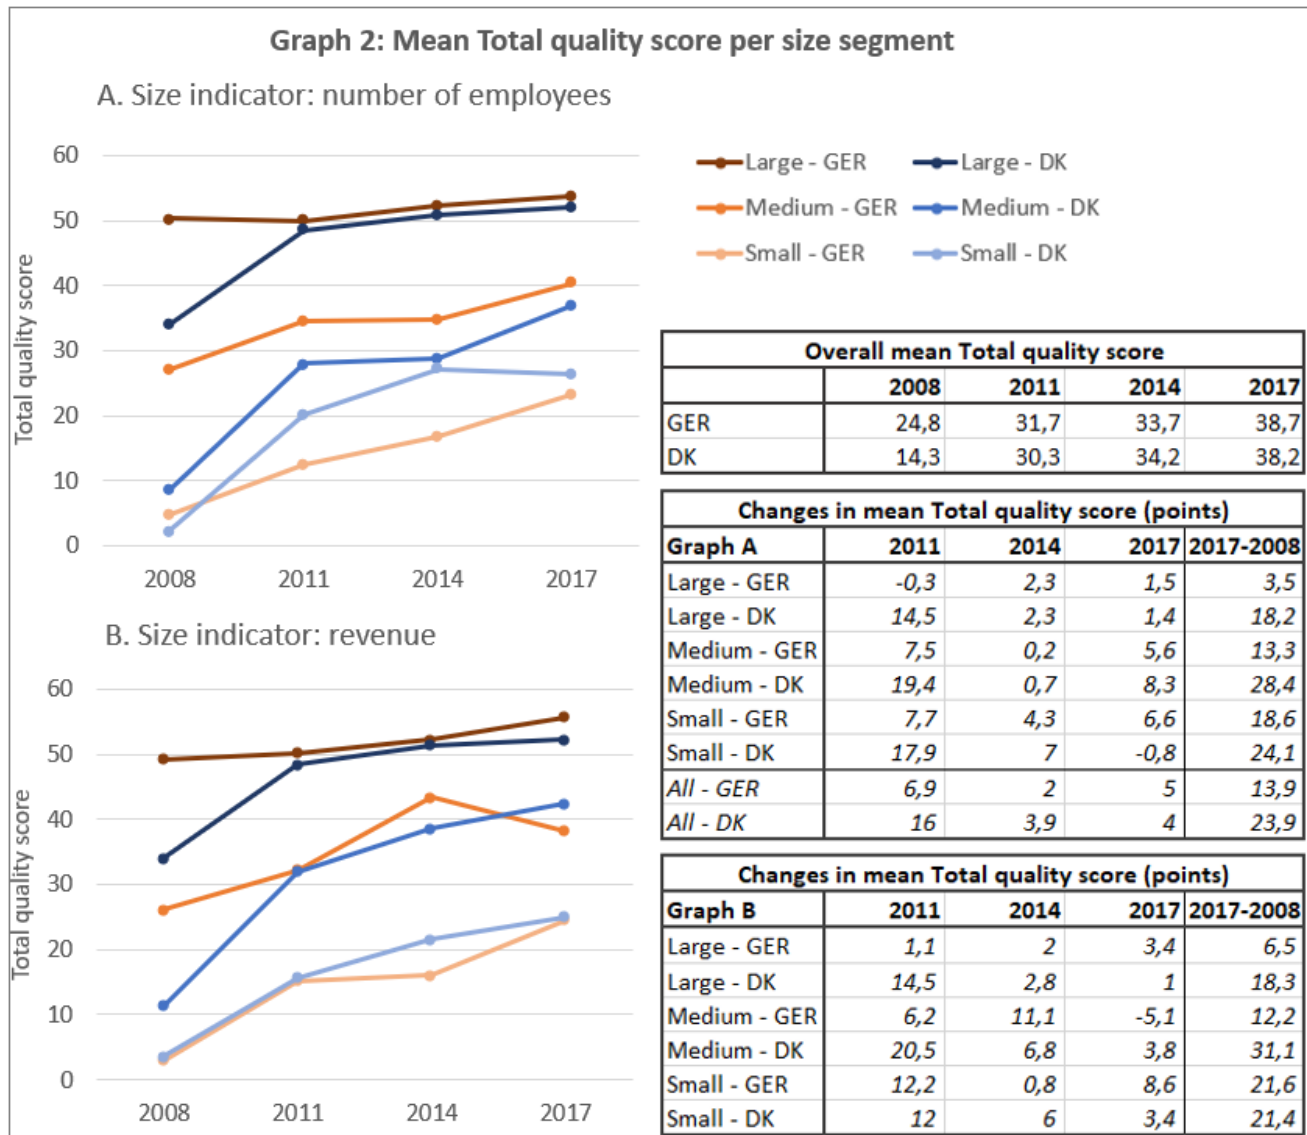 Graph 2: Mean Total quality score per size segment
A. Size indicator: number of employees
Total quality score
60
50
40
30
20
10
0
2008 2011 2014 2017
Large - GER Large - DK
Medium - GER Medium - DK
Small - GER Small - DK
B. Size indicator: revenue
Total quality score
60
50
40
30
20
10
0
2008 2011 2014 2017
Overall mean Total quality score
2008 2011 2014 2017
GER 24,8 31,7 33,7 38,7
DK 14,3 30,3 34,2 38,2
Changes in mean Total quality score (points)
Graph A 2011 2014 2017 2017-2008
Large - GER -0,3 2,3 1,5 3,5
Large - DK 14,5 2,3 1,4 18,2
Medium - GER 7,5 0,2 5,6 13,3
Medium - DK 19,4 0,7 8,3 28,4
Small - GER 7,7 4,3 6,6 18,6
Small - DK 17,9 7 -0,8 24,1
All - GER 6,9 2 5 13,9
All - DK 16 3,9 4 23,9
Changes in mean Total quality score (points)
Graph B 2011 2014 2017 2017-2008
Large - GER 1,1 2 3,4 6,5
Large - DK 14,5 2,8 1 18,3
Medium - GER 6,2 11,1 -5,1 12,2
Medium - DK 20,5 6,8 3,8 31,1
Small - GER 12,2 0,8 8,6 21,6
Small - DK 12 6 3,4 21,4